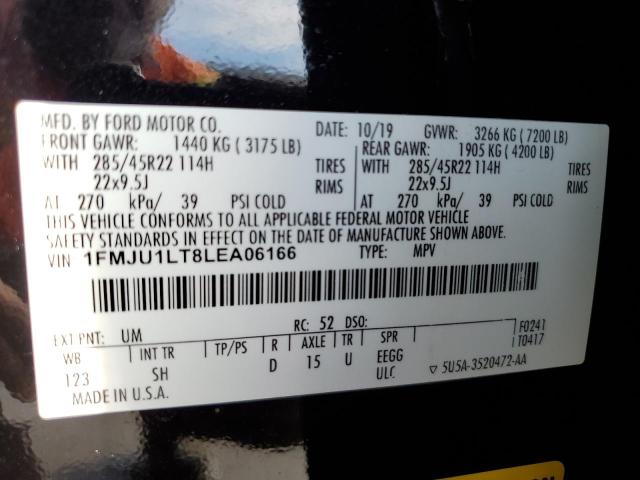 MFD. BY FORD MOTOR CO. DATE: 10/19 GVWR: 3266 KG (7200 LB)
FRONT GAWR: 1440 KG (3175 LB) REAR GAWR: 1905 KG (4200 LB)
WITH 285/45R22 114H TIRES WITH 285/45R22 114H TIRES
22x9.5J RIMS 22x9.5J RIMS
AT 270 kPa/ 39 PSI COLD AT 270 kPa/ 39 PSI COLD
THIS VEHICLE CONFORMS TO ALL APPLICABLE FEDERAL MOTOR VEHICLE
SAFETY STANDARDS IN EFFECT ON THE DATE OF MANUFACTURE SHOWN ABOVE.
VIN 1FMJU1LT8LEA06166 TYPE: MPV
EXT PNT: UM RC: 52 DSO: F0241
WB INT TR TP/PS R AXLE TR SPR T0417
123 SH D 15 U EEGG
ULC
MADE IN U.S.A. ▽ 5U5A-3520472-AA